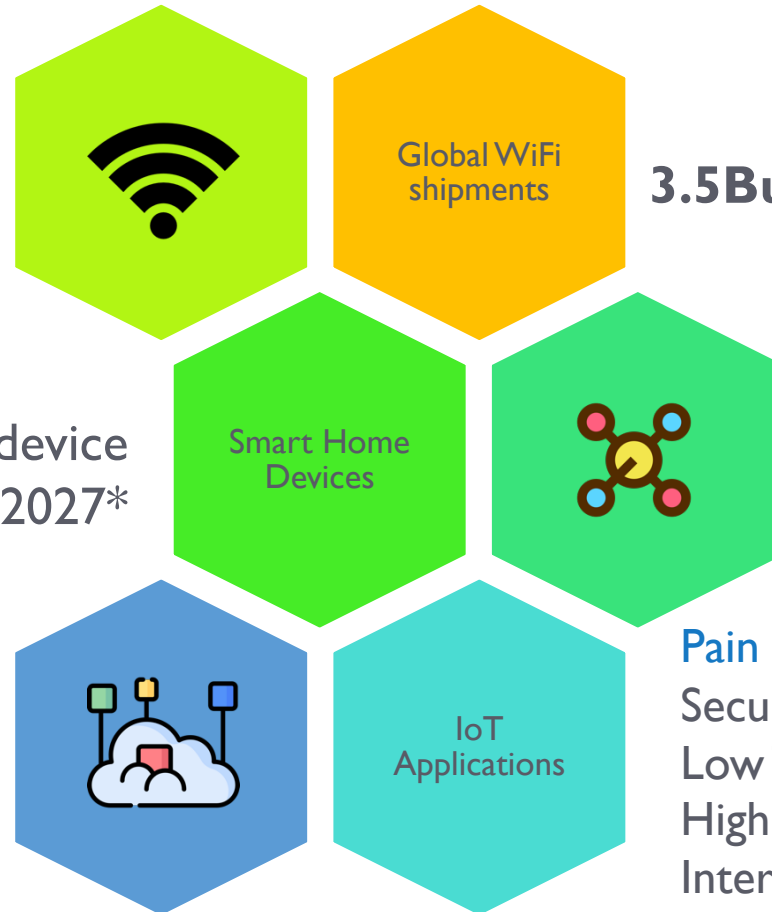 Global WiFi
shipments
3.5Bu
device
2027*
Smart Home
Devices
IoT
Applications
Pain
Secu
Low
High
Inter